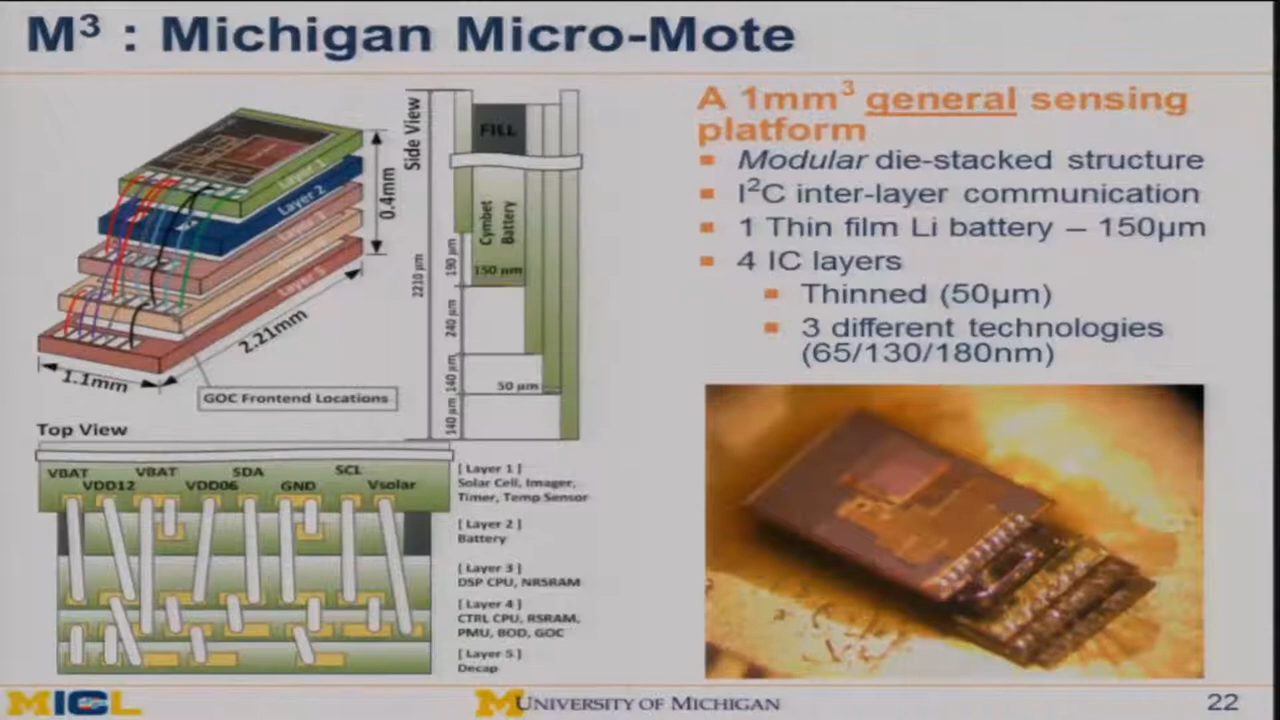 M³ : Michigan Micro-Mote
A 1mm³ general sensing
platform
Modular die-stacked structure
I²C inter-layer communication
1 Thin film Li battery – 150µm
4 IC layers
Thinned (50µm)
3 different technologies
(65/130/180nm)
Layer 1
Layer 2
Layer 3
Layer 5
0.4mm
2.21mm
1.1mm
GOC Frontend Locations
Side View
FILL
Cymbet
Battery
150 µm
2210 µm
190 µm
240 µm
140 µm
50 µm
140 µm
Top View
VBAT
VBAT
SDA
SCL
VDD12
VDD06
GND
Vsolar
[ Layer 1 ]
Solar Cell, Imager,
Timer, Temp Sensor
[ Layer 2 ]
Battery
[ Layer 3 ]
DSP CPU, NRSRAM
[ Layer 4 ]
CTRL CPU, RSRAM,
PMU, BOD, GOC
[ Layer 5 ]
Decap
MICL
M UNIVERSITY OF MICHIGAN
22